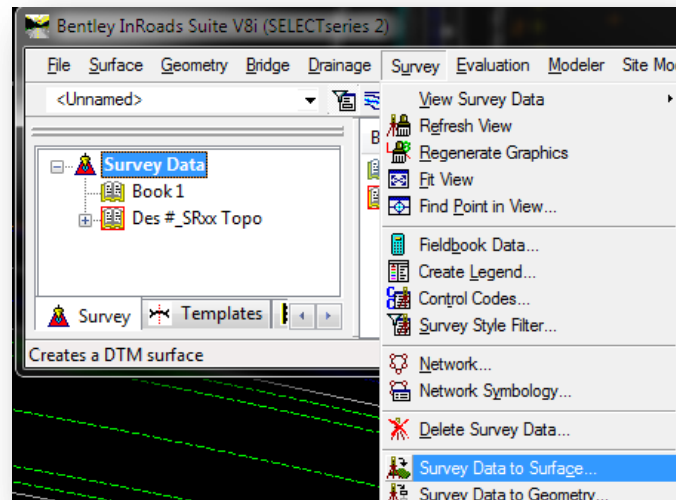 Bentley InRoads Suite V8i (SELECTseries 2)
File Surface Geometry Bridge Drainage Survey Evaluation Modeler Site Mo
<Unnamed>
Survey Data
Book 1
Des #_SRxx Topo
B
Survey Templates
Creates a DTM surface
View Survey Data
Refresh View
Regenerate Graphics
Fit View
Find Point in View...
Fieldbook Data...
Create Legend...
Control Codes...
Survey Style Filter...
Network...
Network Symbology...
Delete Survey Data...
Survey Data to Surface...
Survey Data to Geometry...